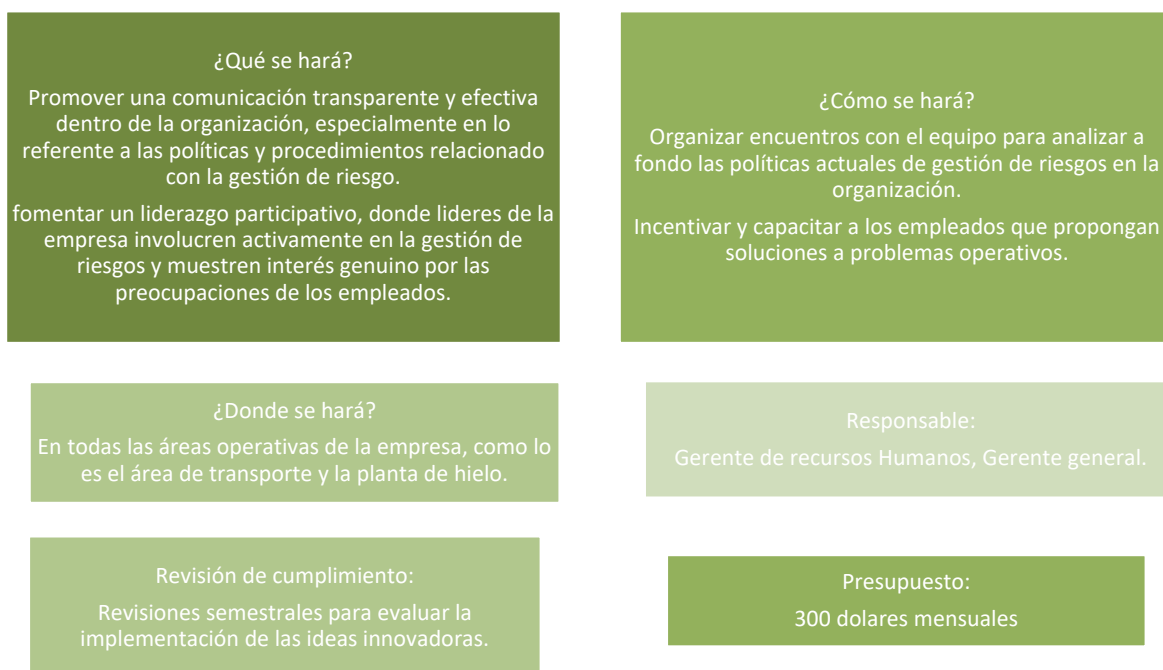 ¿Qué se hará?
Promover una comunicación transparente y efectiva
dentro de la organización, especialmente en lo
referente a las políticas y procedimientos relacionado
con la gestión de riesgo.
fomentar un liderazgo participativo, donde lideres de la
empresa involucren activamente en la gestión de
riesgos y muestren interés genuino por las
preocupaciones de los empleados.
¿Cómo se hará?
Organizar encuentros con el equipo para analizar a
fondo las políticas actuales de gestión de riesgos en la
organización.
Incentivar y capacitar a los empleados que propongan
soluciones a problemas operativos.
¿Donde se hará?
En todas las áreas operativas de la empresa, como lo
es el área de transporte y la planta de hielo.
Responsable:
Gerente de recursos Humanos, Gerente general.
Revisión de cumplimiento:
Revisiones semestrales para evaluar la
implementación de las ideas innovadoras.
Presupuesto:
300 dolares mensuales